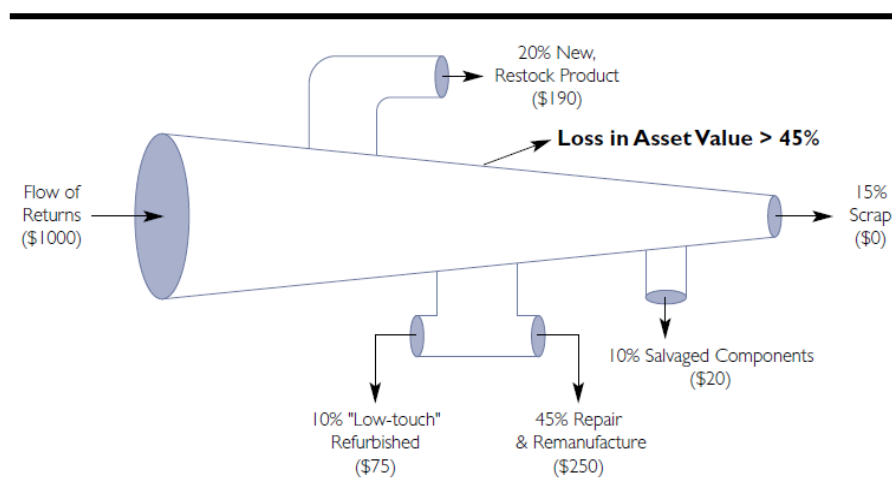 20% New,
Restock Product
($190)
Loss in Asset Value > 45%
Flow of
Returns
($1000)
15%
Scrap
($0)
10% Salvaged Components
($20)
10% "Low-touch"
Refurbished
($75)
45% Repair
& Remanufacture
($250)